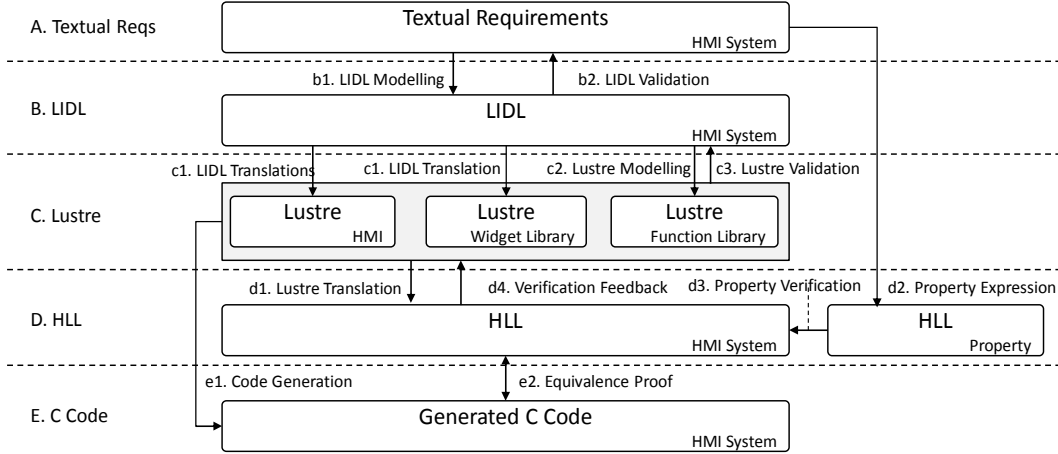 Textual Requirements
A. Textual Reqs
HMI System
b1. LIDL Modelling
b2. LIDL Validation
LIDL
B. LIDL
HMI System
c1. LIDL Translations
c1. LIDL Translation
c2. Lustre Modelling
c3. Lustre Validation
Lustre
Lustre
Lustre
C. Lustre
HMI
Widget Library
Function Library
d1. Lustre Translation
d4. Verification Feedback
d3. Property Verification
d2. Property Expression
HLL
HLL
D. HLL
HMI System
Property
e1. Code Generation
e2. Equivalence Proof
Generated C Code
E. C Code
HMI System